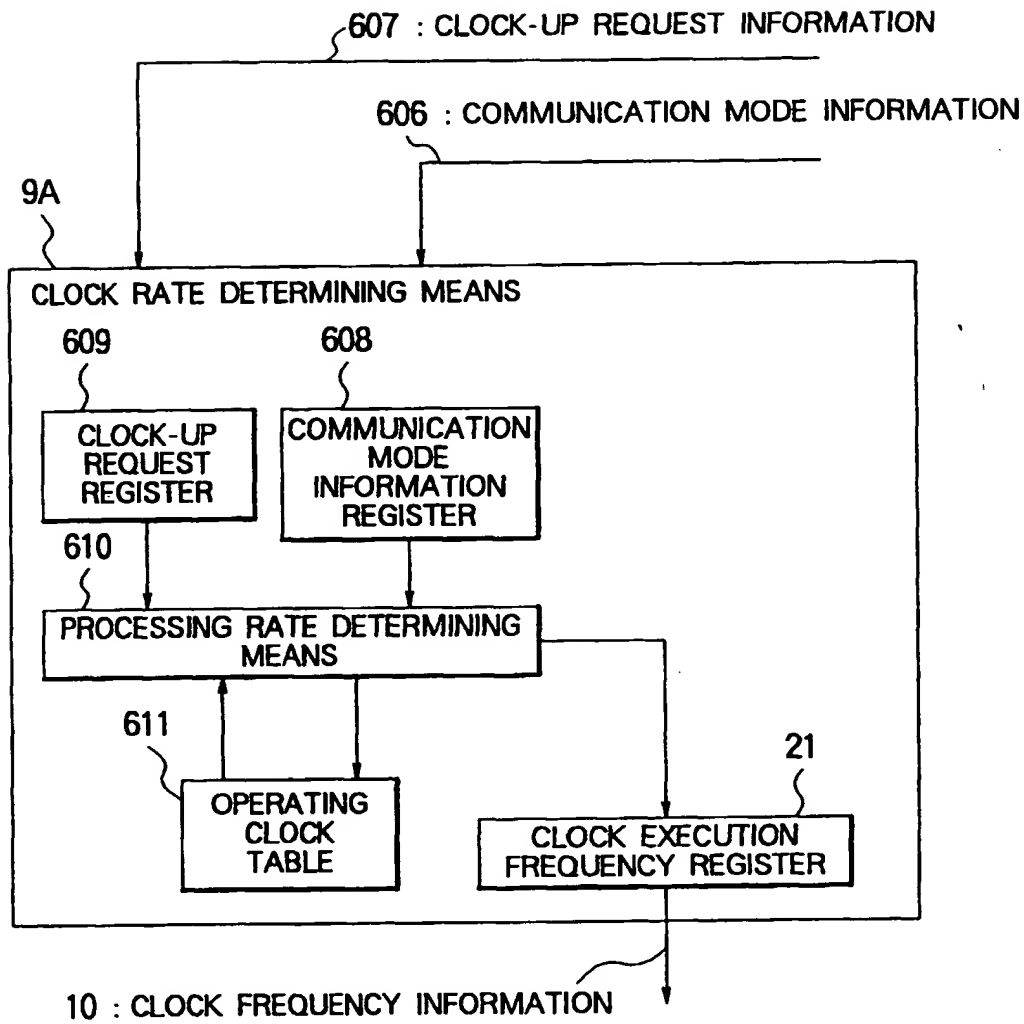 607 : CLOCK-UP REQUEST INFORMATION
606 : COMMUNICATION MODE INFORMATION
9A
CLOCK RATE DETERMINING MEANS
609
608
CLOCK-UP
REQUEST
REGISTER
COMMUNICATION
MODE
INFORMATION
REGISTER
610
PROCESSING RATE DETERMINING
MEANS
611
21
OPERATING
CLOCK
TABLE
CLOCK EXECUTION
FREQUENCY REGISTER
10 : CLOCK FREQUENCY INFORMATION